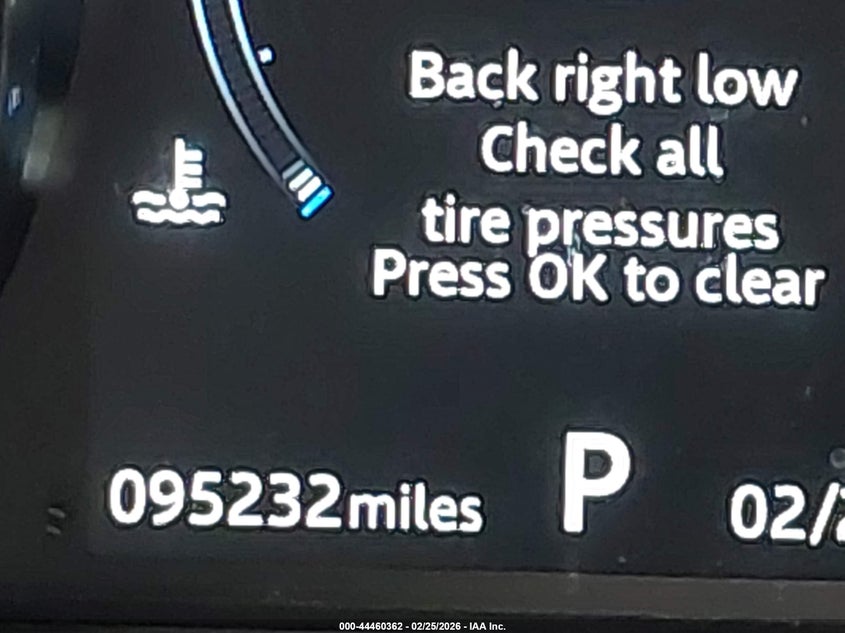 Back right low
Check all
tire pressures
Press OK to clear
095232miles
P
02/2
000-44460362 - 02/25/2026 - IAA Inc.